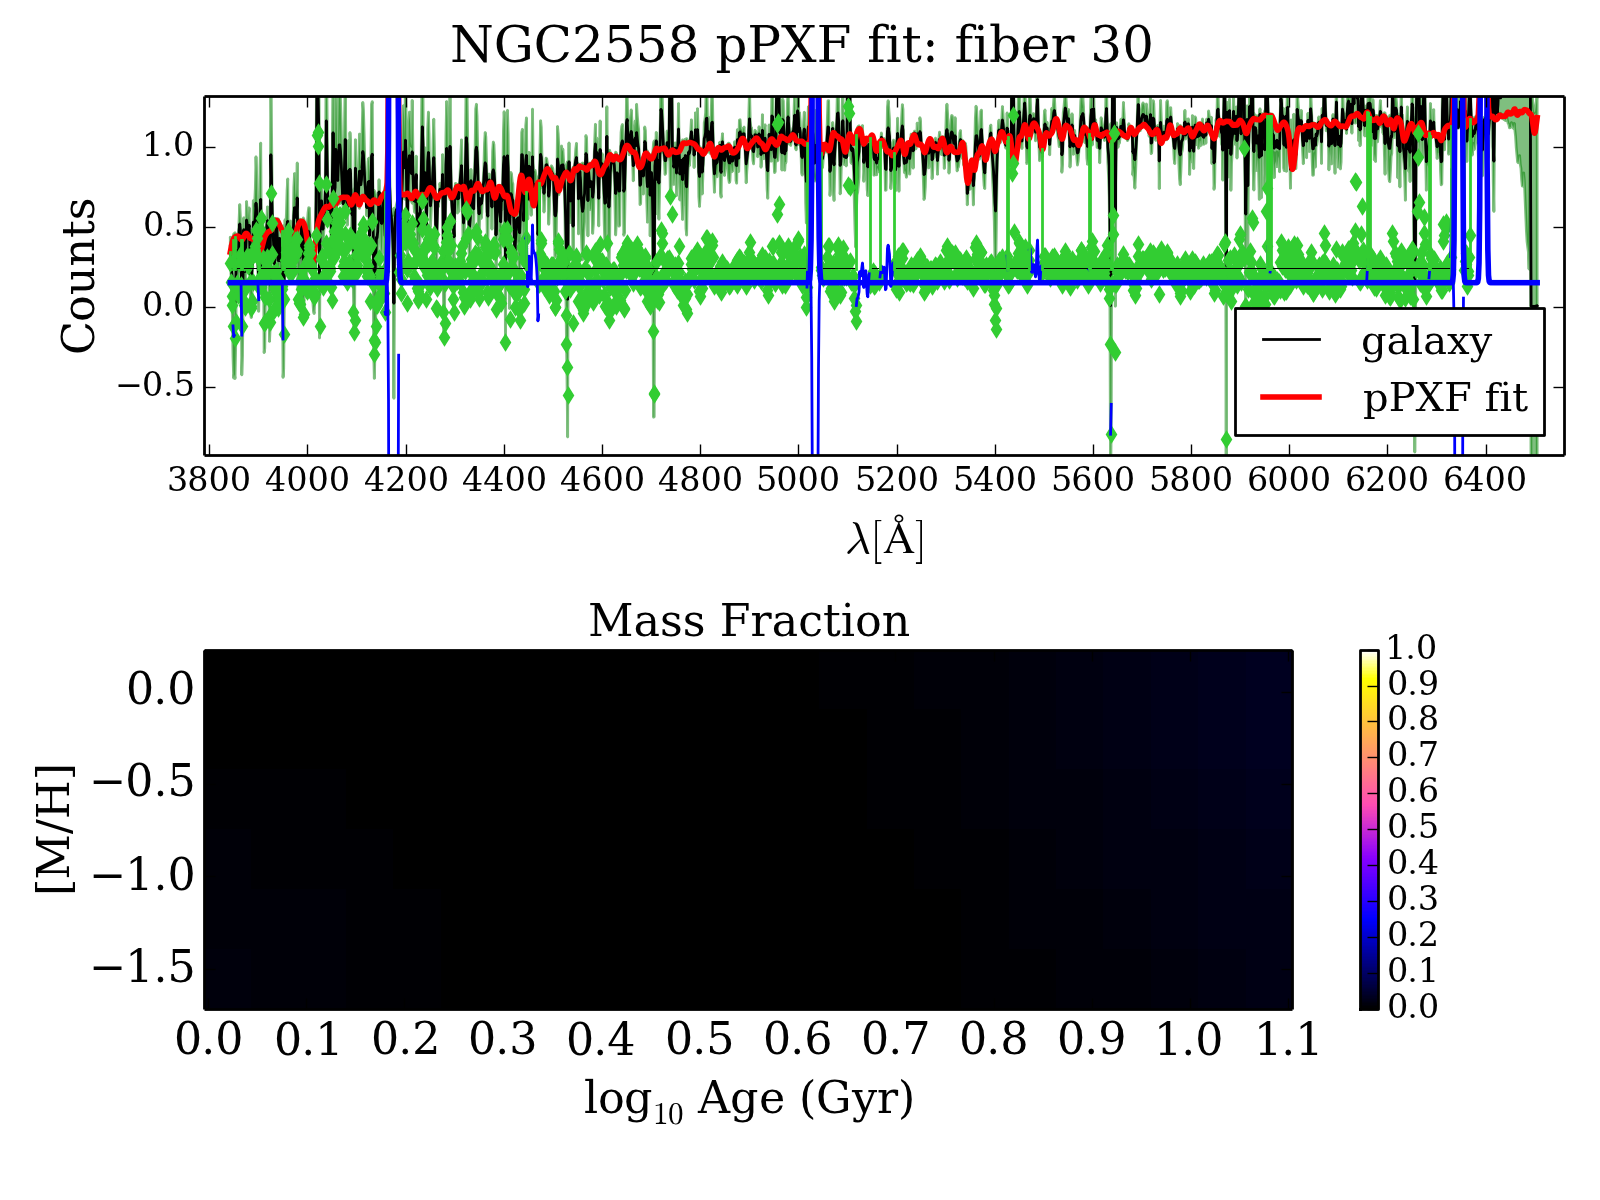 NGC2558 pPXF fit: fiber 30
Counts
1.0
0.5
0.0
−0.5
galaxy
pPXF fit
3800 4000 4200 4400 4600 4800 5000 5200 5400 5600 5800 6000 6200 6400
λ[Å]
Mass Fraction
[M/H]
0.0
−0.5
−1.0
−1.5
0.0 0.1 0.2 0.3 0.4 0.5 0.6 0.7 0.8 0.9 1.0 1.1
log₁₀ Age (Gyr)
1.0
0.9
0.8
0.7
0.6
0.5
0.4
0.3
0.2
0.1
0.0